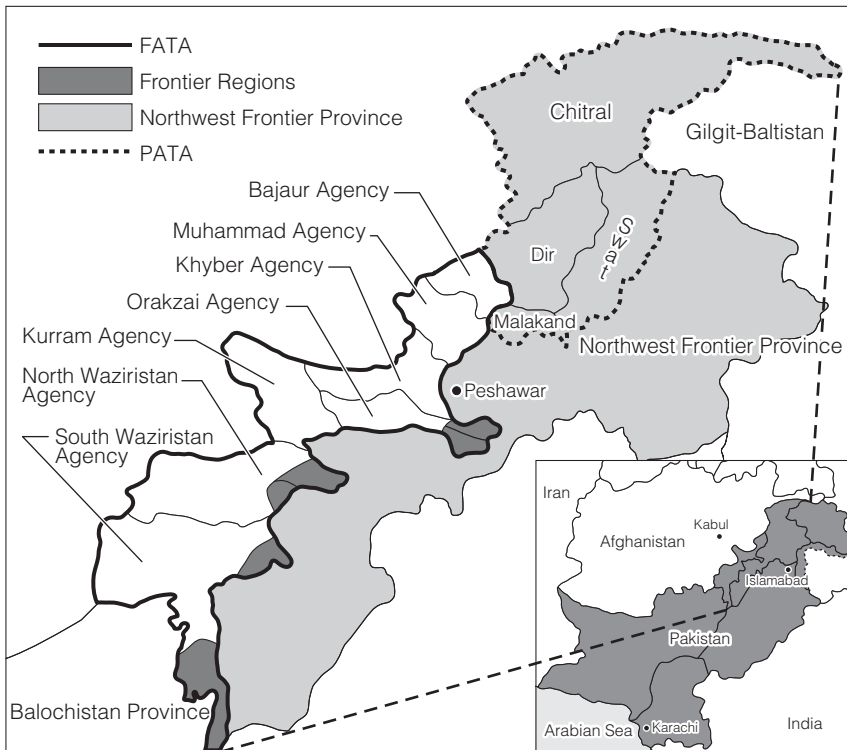 FATA
Frontier Regions
Northwest Frontier Province
PATA
Chitral
Gilgit-Baltistan
Bajaur Agency
Muhammad Agency
Khyber Agency
Orakzai Agency
Kurram Agency
North Waziristan
Agency
South Waziristan
Agency
Dir
Swat
Malakand
Northwest Frontier Province
Peshawar
Balochistan Province
Iran
Kabul
Afghanistan
Islamabad
Pakistan
Arabian Sea
Karachi
India